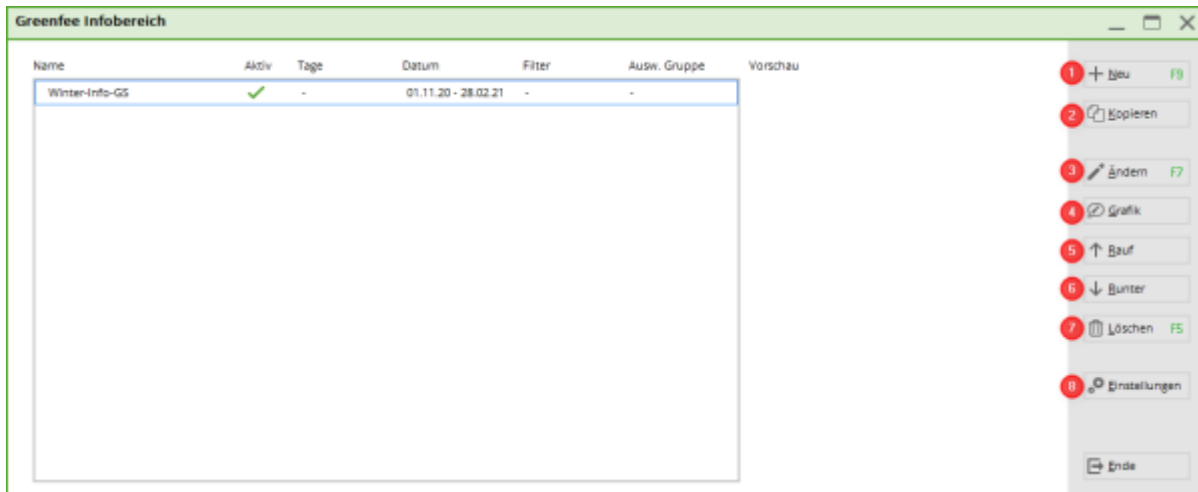 Greenfee Infobereich
Name Aktiv Tage Datum Filter Ausw. Gruppe Vorschau
Winter-Info-GS - 01.11.20 - 28.02.21 - -
1 Neu F9
2 Kopieren
3 Ändern F7
4 Grafik
5 Rauf
6 Runter
7 Löschen F5
8 Einstellungen
Ende